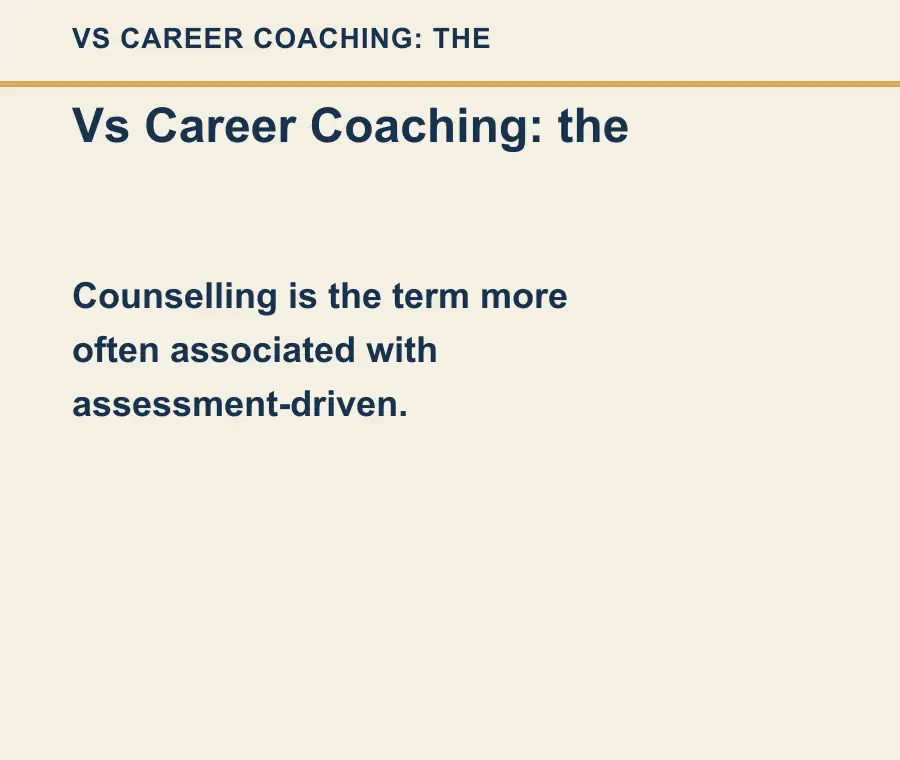 VS CAREER COACHING: THE
Vs Career Coaching: the
Counselling is the term more
often associated with
assessment-driven.